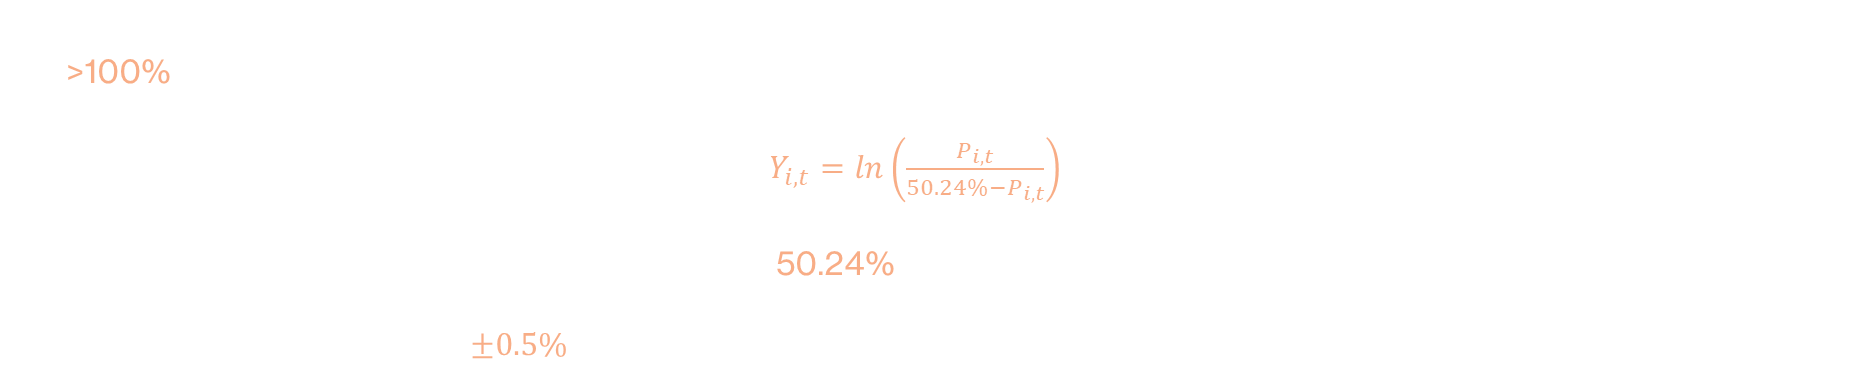 >100%
Y_{i,t} = ln(P_{i,t} / (50.24%−P_{i,t}))
50.24%
±0.5%